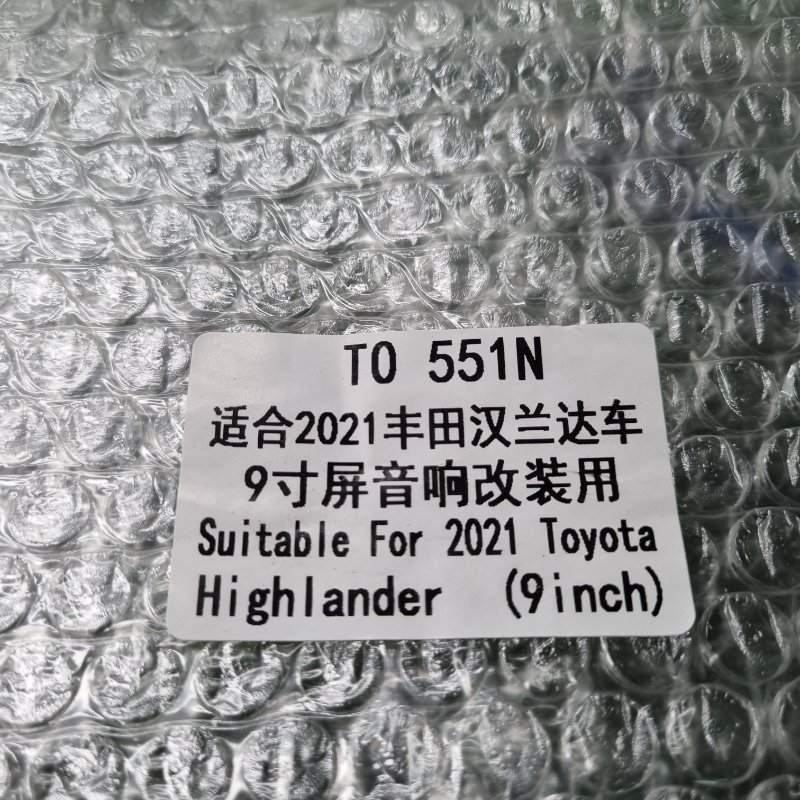 TO 551N
适合2021丰田汉兰达车
9寸屏音响改装用
Suitable For 2021 Toyota
Highlander (9inch)